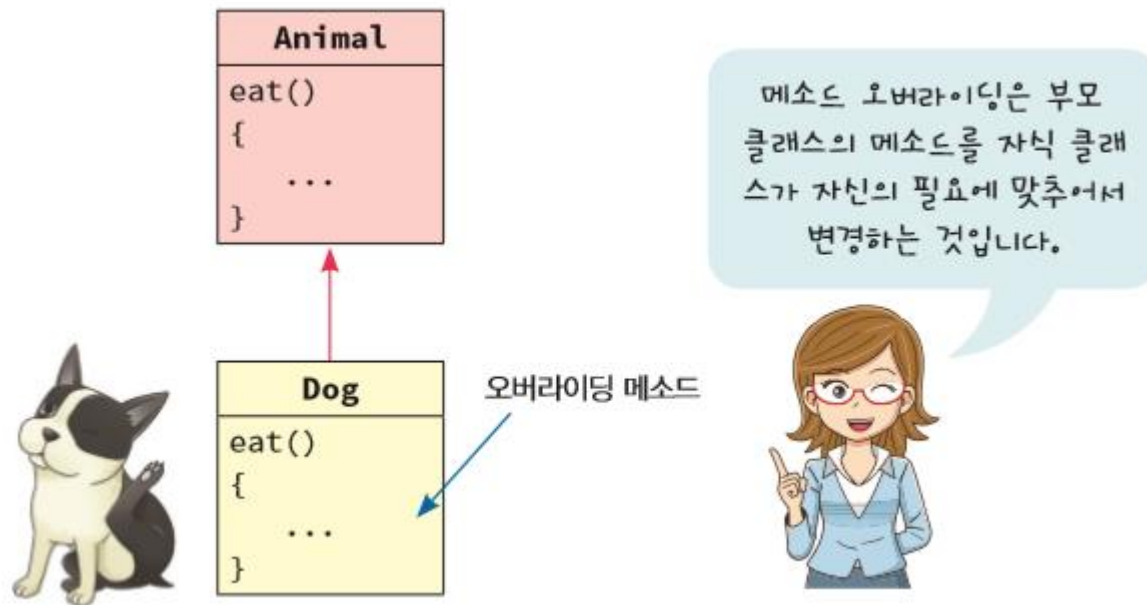 Animal
eat()
{
...
}
메소드 오버라이딩은 부모
클래스의 메소드를 자식 클래
스가 자신의 필요에 맞추어서
변경하는 것입니다.
Dog
오버라이딩 메소드
eat()
{
...
}